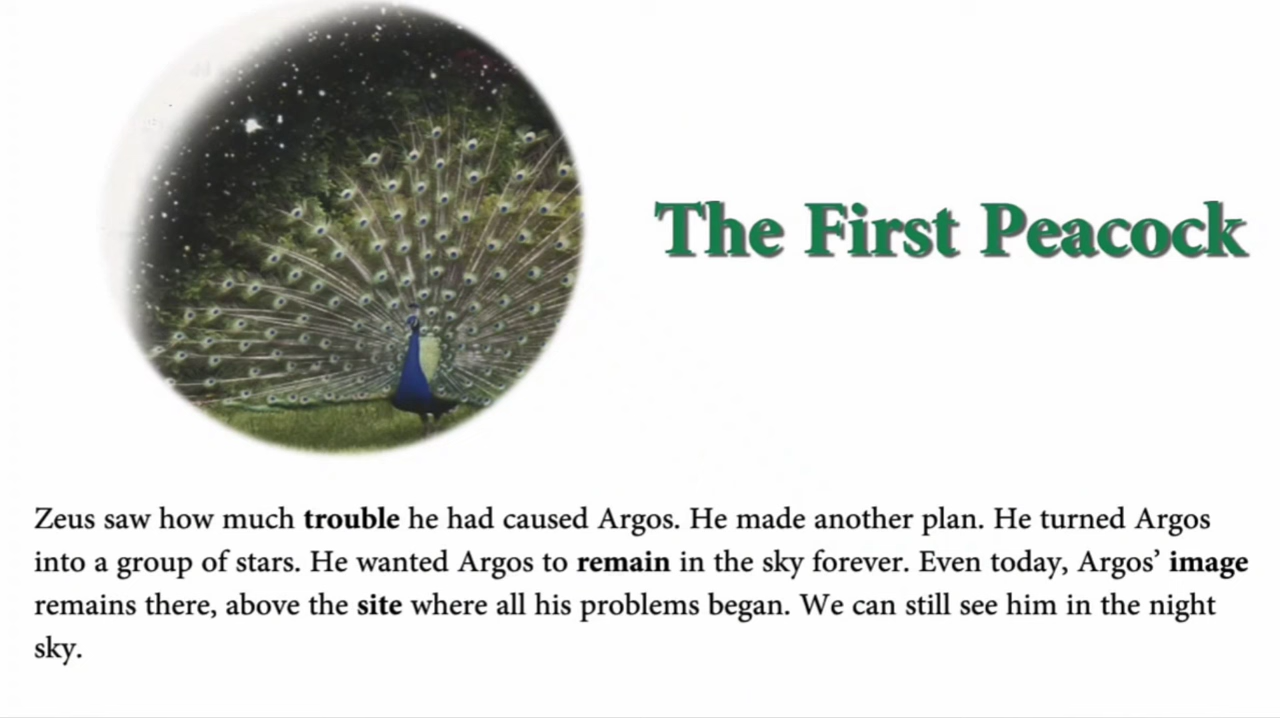 The First Peacock
Zeus saw how much trouble he had caused Argos. He made another plan. He turned Argos
into a group of stars. He wanted Argos to remain in the sky forever. Even today, Argos’ image
remains there, above the site where all his problems began. We can still see him in the night
sky.